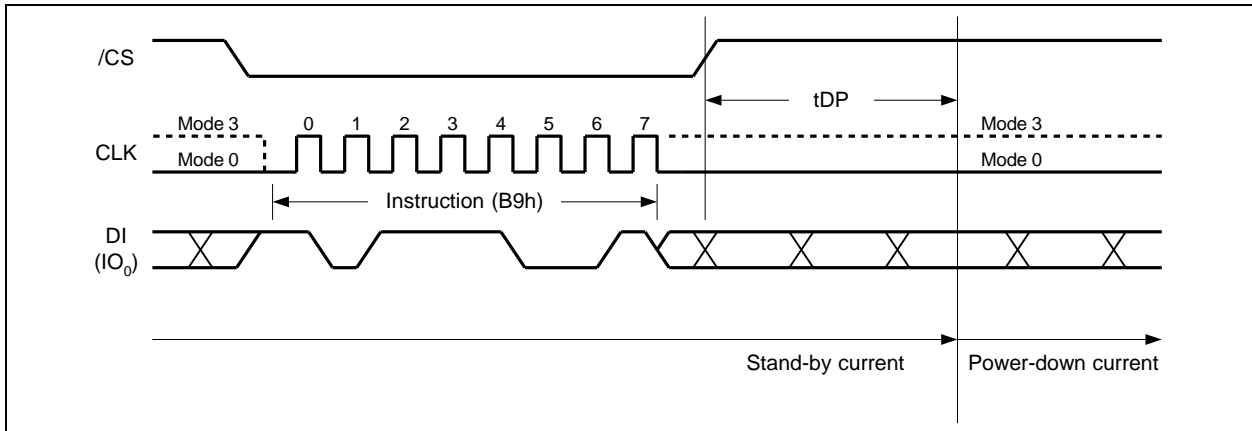 /CS
tDP
Mode 3 0 1 2 3 4 5 6 7 Mode 3
CLK
Mode 0 Mode 0
Instruction (B9h)
DI
(IO₀)
Stand-by current Power-down current